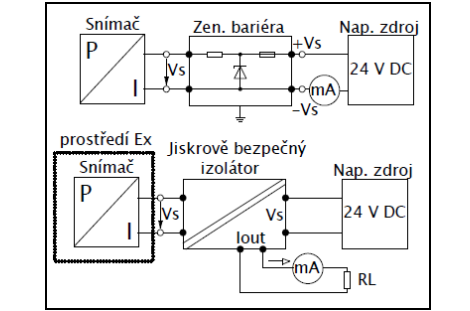 Snímač
Zen. bariéra
Nap. zdroj
P
I
Vs
+Vs
mA
–Vs
24 V DC
prostředí Ex
Snímač
Jiskrově bezpečný
izolátor
Nap. zdroj
P
I
Vs
Vs
24 V DC
Iout
mA
RL